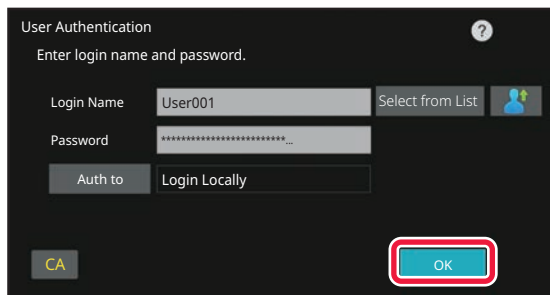 User Authentication
?
Enter login name and password.
Login Name User001 Select from List
Password *************************...
Auth to Login Locally
CA OK